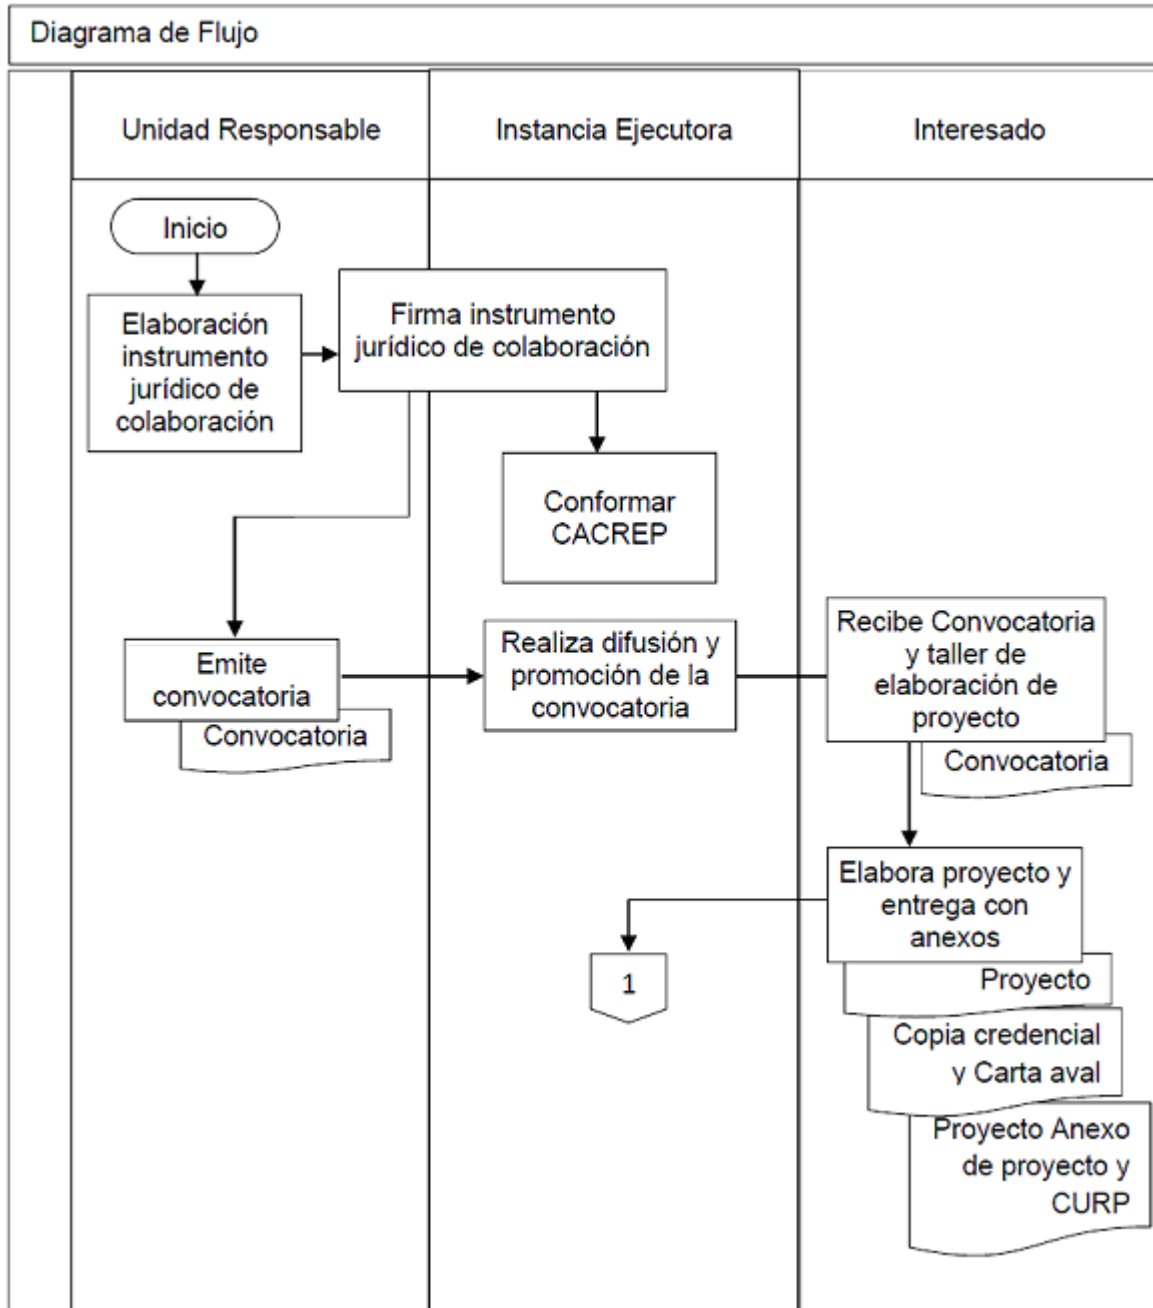 Diagrama de Flujo
Unidad Responsable
Instancia Ejecutora
Interesado
Inicio
Elaboración
instrumento
jurídico de
colaboración
Firma instrumento
jurídico de colaboración
Conformar
CACREP
Emite
convocatoria
Convocatoria
Realiza difusión y
promoción de la
convocatoria
Recibe Convocatoria
y taller de
elaboración de
proyecto
Convocatoria
Elabora proyecto y
entrega con
anexos
1
Proyecto
Copia credencial
y Carta aval
Proyecto Anexo
de proyecto y
CURP